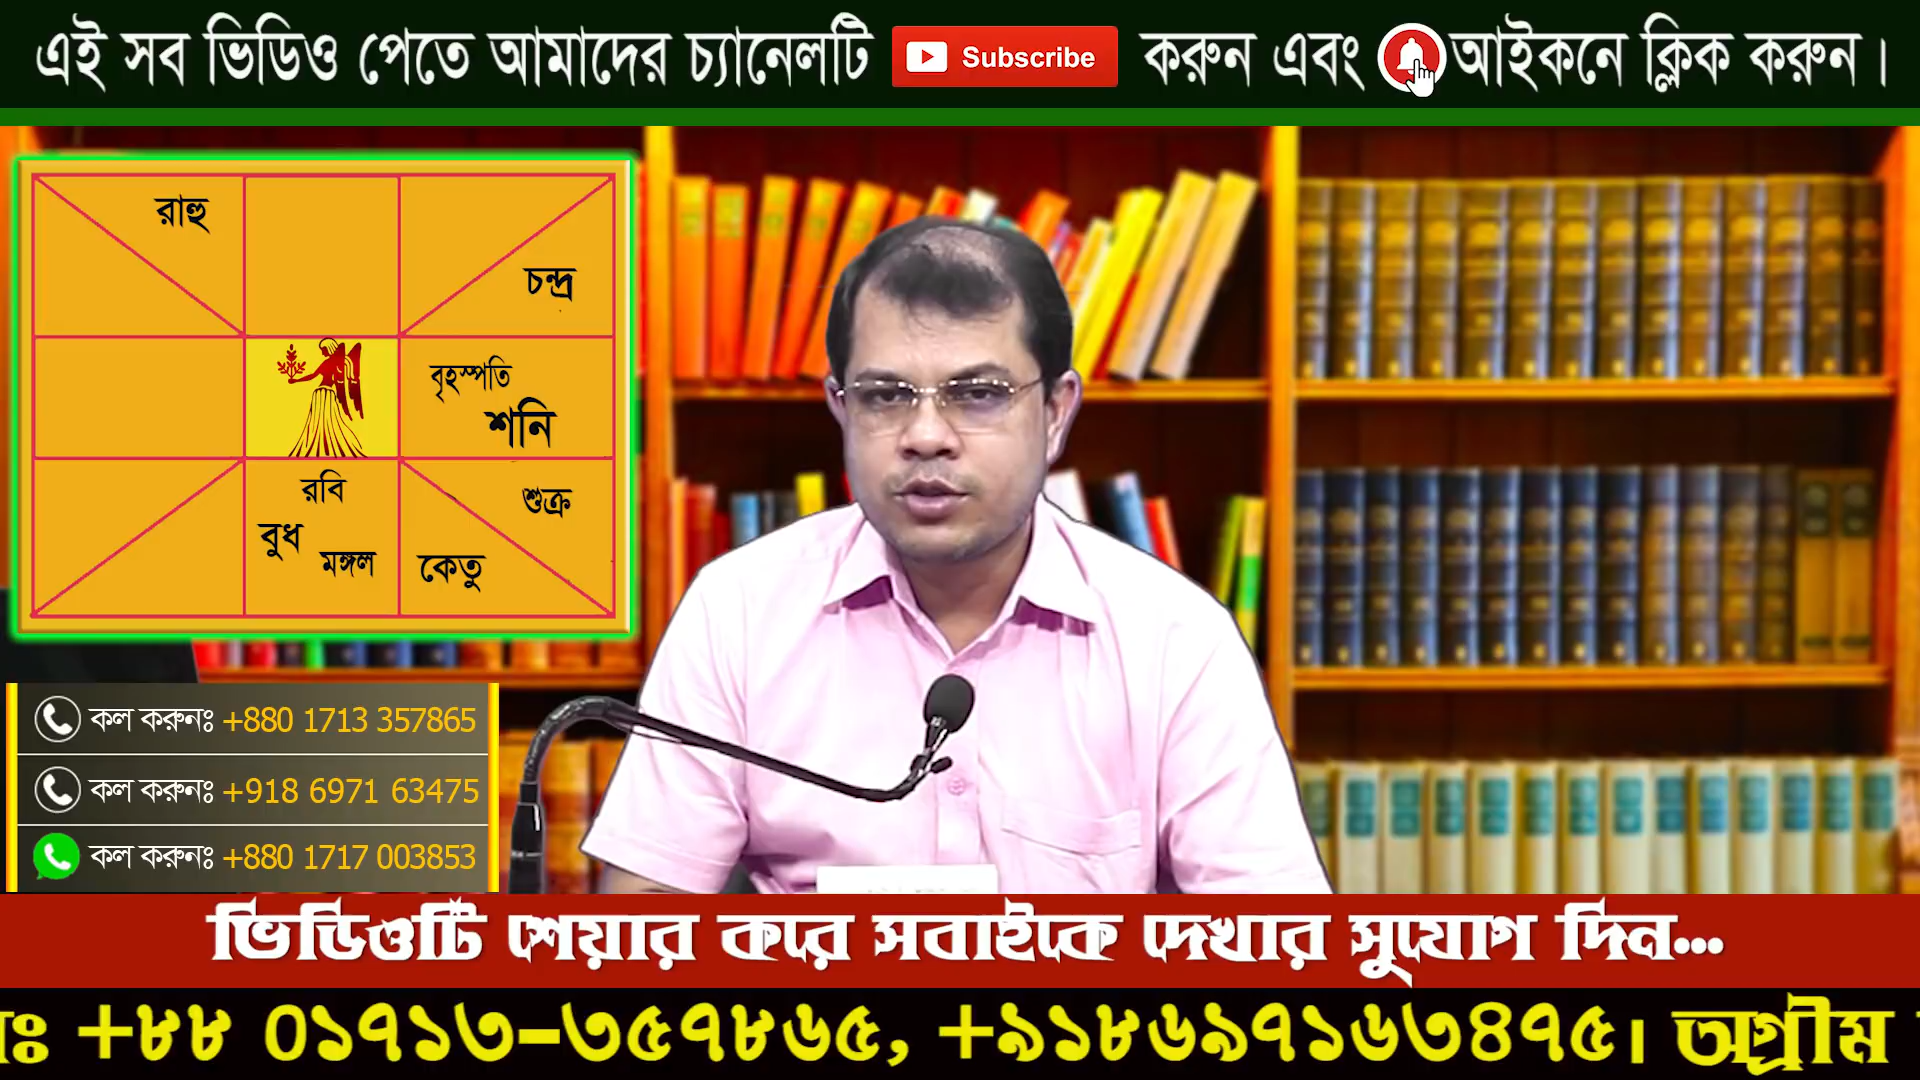 এই সব ভিডিও পেতে আমাদের চ্যানেলটি Subscribe করুন এবং আইকনে ক্লিক করুন।
রাহু
চন্দ্র
বৃহস্পতি
শনি
রবি
বুধ
মঙ্গল
শুক্র
কেতু
কল করুনঃ +880 1713 357865
কল করুনঃ +918 6971 63475
কল করুনঃ +880 1717 003853
ভিডিওটি শেয়ার করে সবাইকে দেখার সুযোগ দিন...
+৮৮ 0১৭১৩-৩৫৭৮৬৫, +৯১৮৬৯৭১৬৩৪৭৫। অগ্রীম